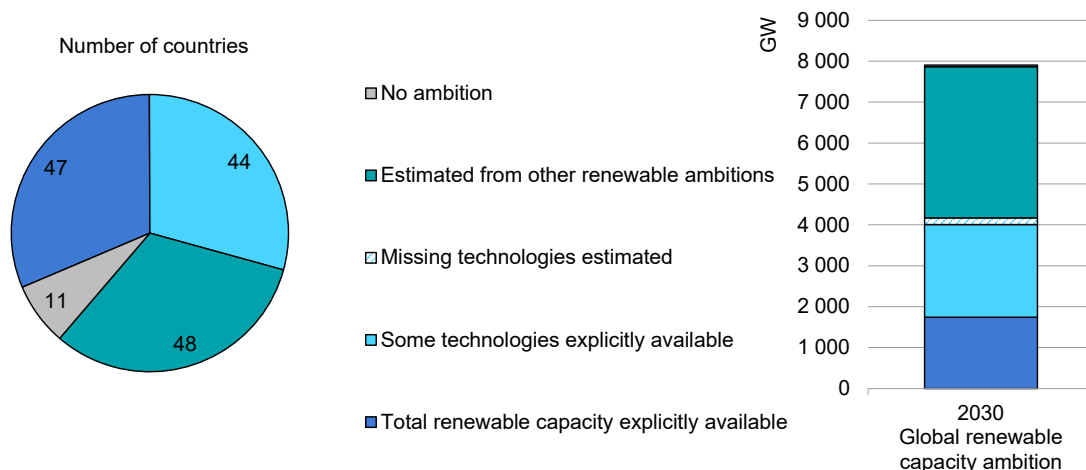 Number of countries
47
44
11
48
No ambition
Estimated from other renewable ambitions
Missing technologies estimated
Some technologies explicitly available
Total renewable capacity explicitly available
GW
9 000
8 000
7 000
6 000
5 000
4 000
3 000
2 000
1 000
0
2030
Global renewable
capacity ambition